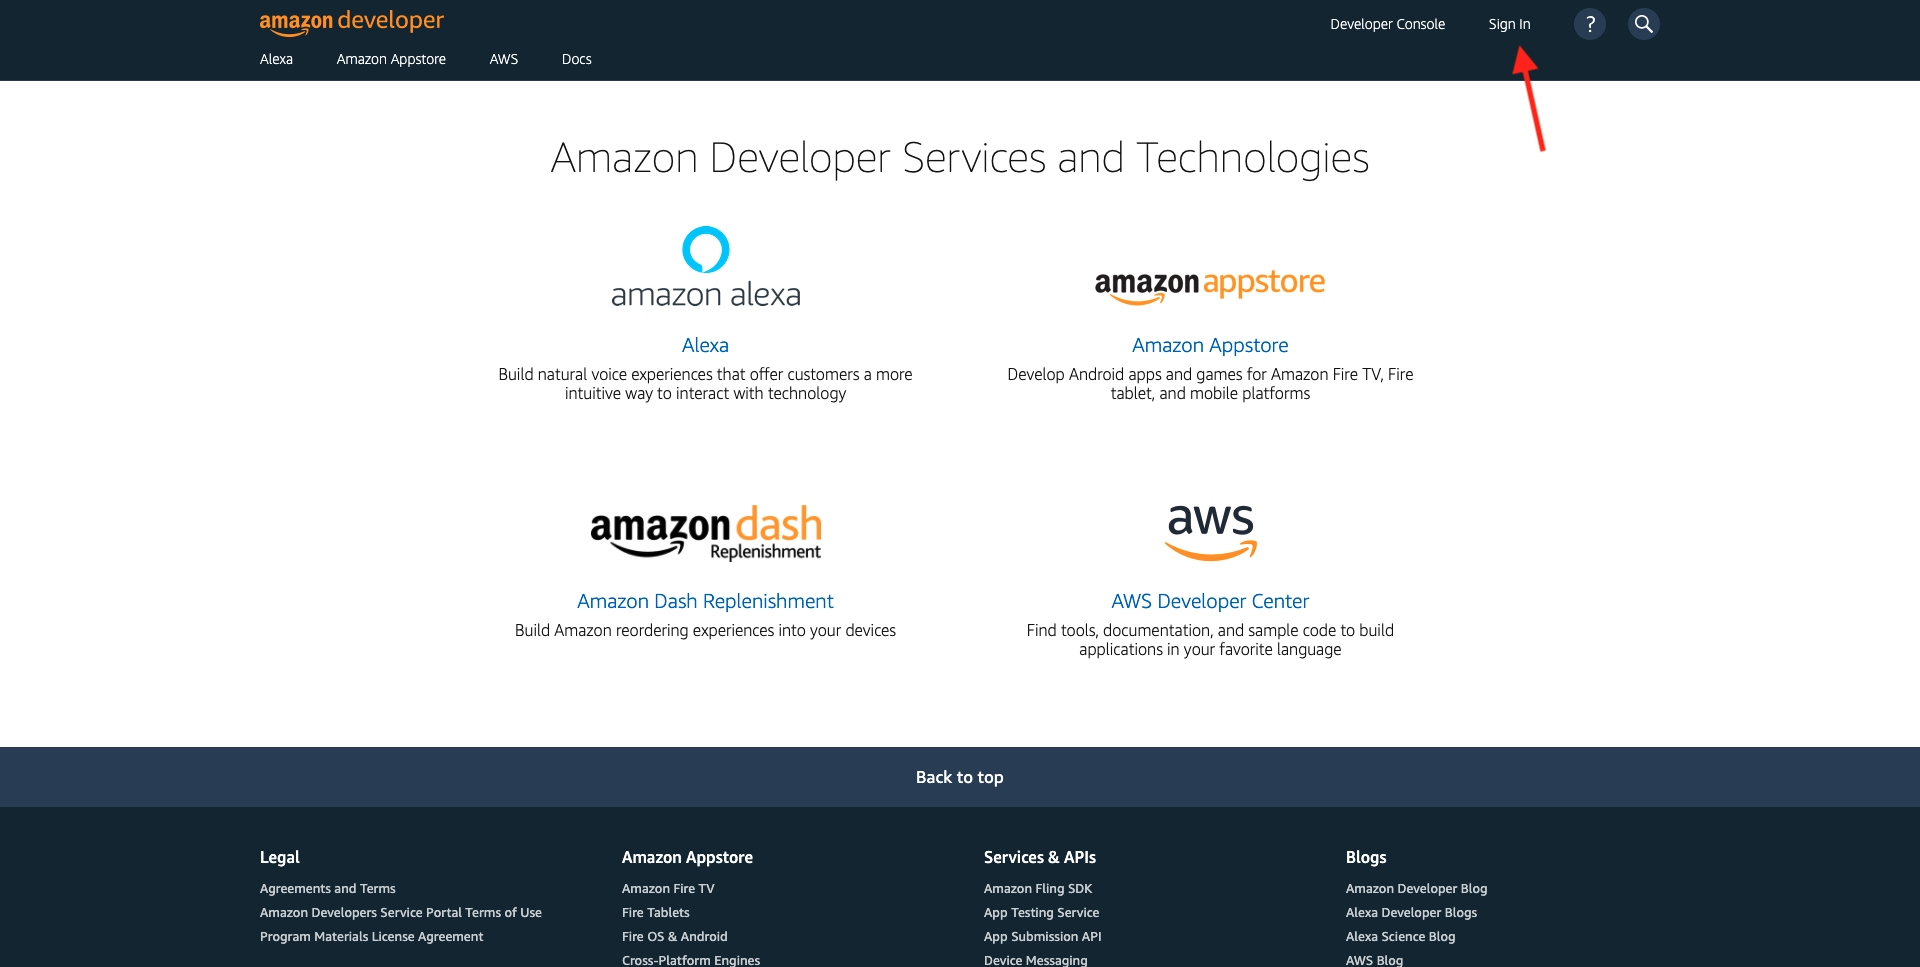 amazon developer
Developer Console
Sign In
?
Alexa
Amazon Appstore
AWS
Docs
Amazon Developer Services and Technologies
amazon alexa
Alexa
Build natural voice experiences that offer customers a more
intuitive way to interact with technology
amazon appstore
Amazon Appstore
Develop Android apps and games for Amazon Fire TV, Fire
tablet, and mobile platforms
amazon dash
Replenishment
Amazon Dash Replenishment
Build Amazon reordering experiences into your devices
aws
AWS Developer Center
Find tools, documentation, and sample code to build
applications in your favorite language
Back to top
Legal
Agreements and Terms
Amazon Developers Service Portal Terms of Use
Program Materials License Agreement
Amazon Appstore
Amazon Fire TV
Fire Tablets
Fire OS & Android
Cross-Platform Engines
Services & APIs
Amazon Fling SDK
App Testing Service
App Submission API
Device Messaging
Blogs
Amazon Developer Blog
Alexa Developer Blogs
Alexa Science Blog
AWS Blog